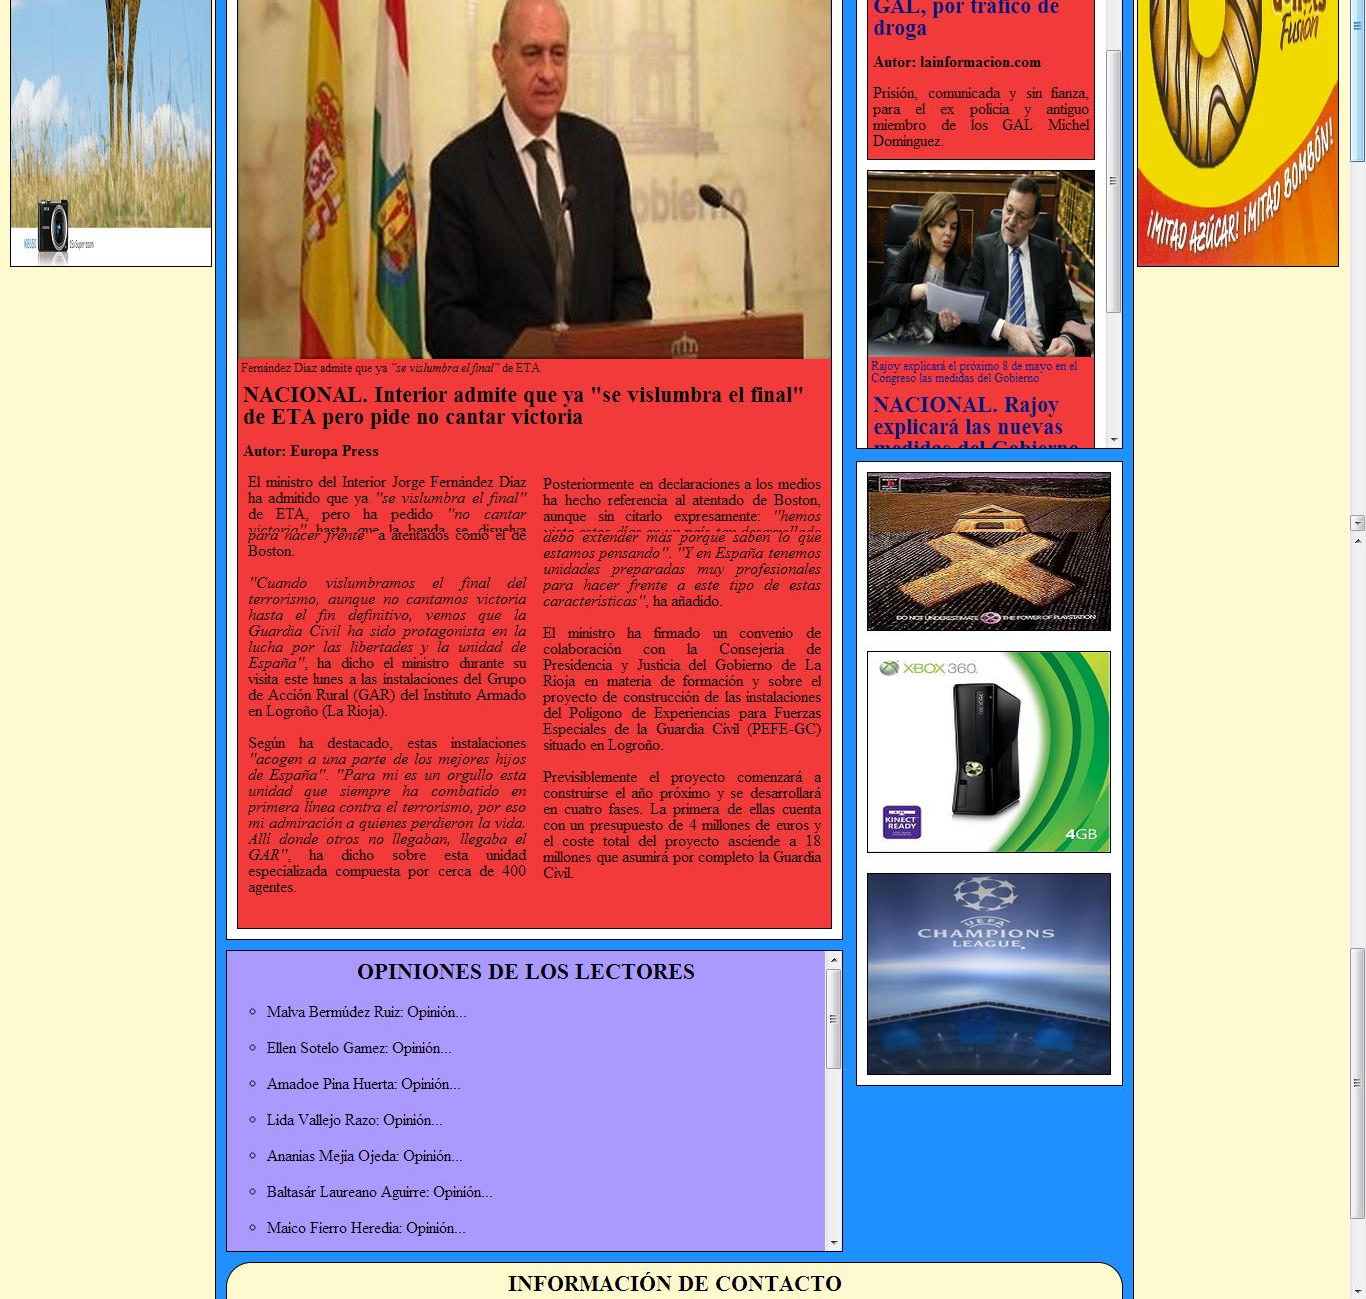 GAL, por tráfico de
droga
Autor: lainformacion.com
Prisión, comunicada y sin fianza,
para el ex policía y antiguo
miembro de los GAL Michel
Domínguez.
Fusión
¡MITAD AZÚCAR! ¡MITAD BOMBÓN!
Gobierno
Fernández Díaz admite que ya "se vislumbra el final" de ETA
NACIONAL. Interior admite que ya "se vislumbra el final"
de ETA pero pide no cantar victoria
Autor: Europa Press
El ministro del Interior Jorge Fernández Díaz
ha admitido que ya "se vislumbra el final"
de ETA, pero ha pedido "no cantar
victoria" hasta que la banda se disuelva
para hacer frente" a atentados como el de
Boston.
"Cuando vislumbramos el final del
terrorismo, aunque no cantamos victoria
hasta el fin definitivo, vemos que la
Guardia Civil ha sido protagonista en la
lucha por las libertades y la unidad de
España", ha dicho el ministro durante su
visita este lunes a las instalaciones del Grupo
de Acción Rural (GAR) del Instituto Armado
en Logroño (La Rioja).
Según ha destacado, estas instalaciones
"acogen a una parte de los mejores hijos
de España". "Para mi es un orgullo esta
unidad que siempre ha combatido en
primera línea contra el terrorismo, por eso
mi admiración a quienes perdieron la vida.
Allí donde otros no llegaban, llegaba el
GAR", ha dicho sobre esta unidad
especializada compuesta por cerca de 400
agentes.
Posteriormente en declaraciones a los medios
ha hecho referencia al atentado de Boston,
aunque sin citarlo expresamente: "hemos
visto estos días en un país tan desarrollado
debo extender más porque saben lo que
estamos pensando". "Y en España tenemos
unidades preparadas muy profesionales
para hacer frente a este tipo de estas
características", ha añadido.
El ministro ha firmado un convenio de
colaboración con la Consejería de
Presidencia y Justicia del Gobierno de La
Rioja en materia de formación y sobre el
proyecto de construcción de las instalaciones
del Polígono de Experiencias para Fuerzas
Especiales de la Guardia Civil (PEFE-GC)
situado en Logroño.
Previsiblemente el proyecto comenzará a
construirse el año próximo y se desarrollará
en cuatro fases. La primera de ellas cuenta
con un presupuesto de 4 millones de euros y
el coste total del proyecto asciende a 18
millones que asumirá por completo la Guardia
Civil.
Rajoy explicará el próximo 8 de mayo en el
Congreso las medidas del Gobierno
NACIONAL. Rajoy
explicará las nuevas
medidas del Gobierno
DO NOT UNDERESTIMATE THE POWER OF PLAYSTATION
XBOX 360
KINECT
READY
4GB
UEFA
CHAMPIONS
LEAGUE
OPINIONES DE LOS LECTORES
Malva Bermúdez Ruiz: Opinión...
Ellen Sotelo Gamez: Opinión...
Amadoe Pina Huerta: Opinión...
Lida Vallejo Razo: Opinión...
Ananias Mejía Ojeda: Opinión...
Baltasár Laureano Aguirre: Opinión...
Maico Fierro Heredia: Opinión...
INFORMACIÓN DE CONTACTO